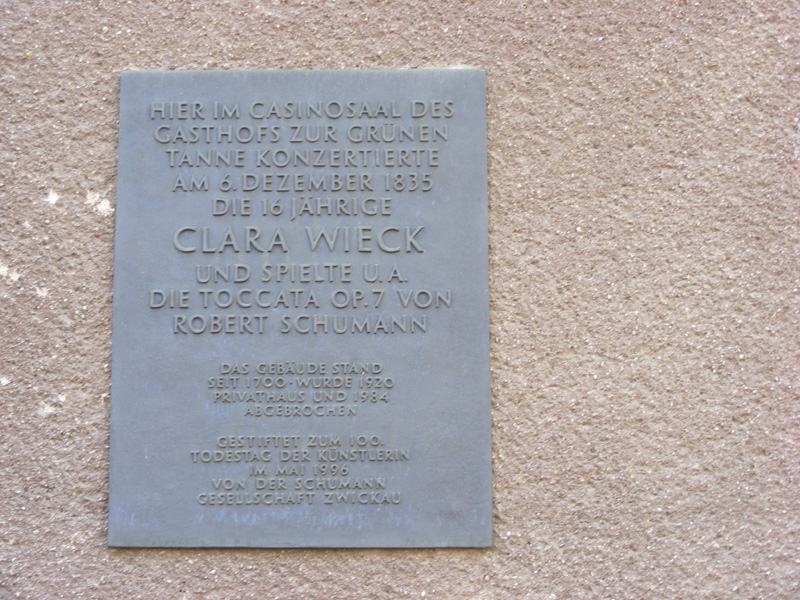 HIER IM CASINOSAAL DES
GASTHOFS ZUR GRÜNEN
TANNE KONZERTIERTE
AM 6. DEZEMBER 1835
DIE 16 JÄHRIGE
CLARA WIECK
UND SPIELTE U. A.
DIE TOCCATA OP. 7 VON
ROBERT SCHUMANN
DAS GEBÄUDE STAND
SEIT 1700 · WURDE 1920
PRIVATHAUS UND 1984
ABGEBROCHEN
GESTIFTET ZUM 100.
TODESTAG DER KÜNSTLERIN
IM MAI 1996
VON DER SCHUMANN
GESELLSCHAFT ZWICKAU